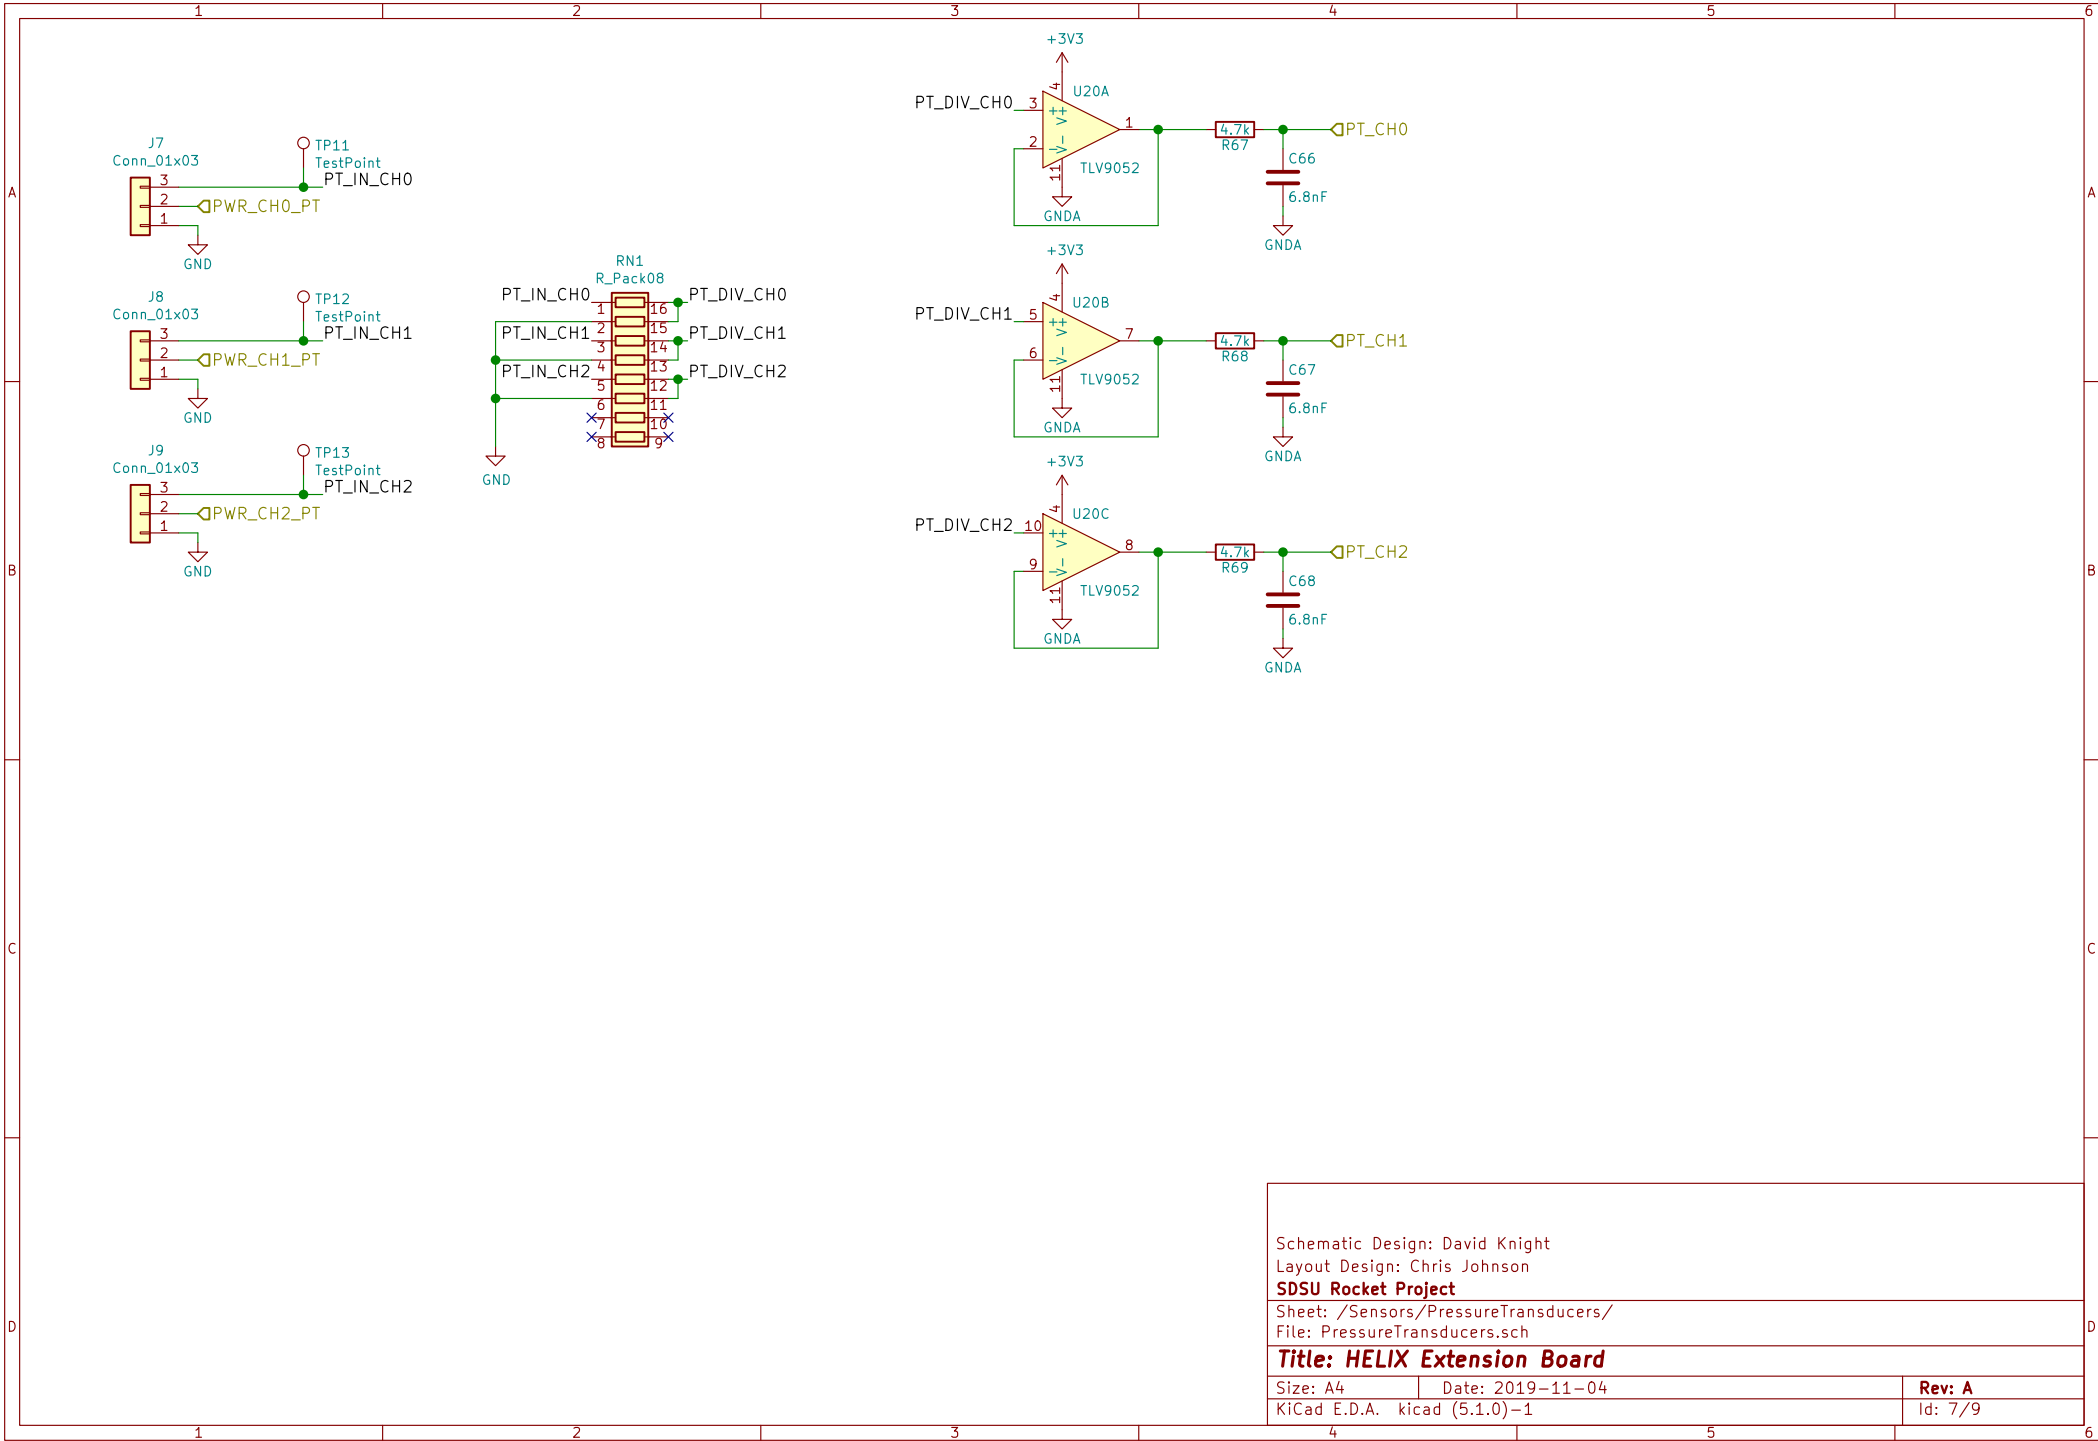 1 2 3 4 5 6
A
B
C
D
A
B
C
D
1 2 3 4 5 6
J7
Conn_01x03
3
2
1
TP11
TestPoint
PT_IN_CH0
PWR_CH0_PT
GND
J8
Conn_01x03
3
2
1
TP12
TestPoint
PT_IN_CH1
PWR_CH1_PT
GND
J9
Conn_01x03
3
2
1
TP13
TestPoint
PT_IN_CH2
PWR_CH2_PT
GND
RN1
R_Pack08
PT_IN_CH0
PT_DIV_CH0
1 16
2 15
PT_IN_CH1
PT_DIV_CH1
3 14
4 13
PT_IN_CH2
PT_DIV_CH2
5 12
6 11
7 10
8 9
GND
+3V3
4
U20A
PT_DIV_CH0
3
+
V+
1
2
-
V-
11
TLV9052
GNDA
4.7k
R67
PT_CH0
C66
6.8nF
GNDA
+3V3
4
U20B
PT_DIV_CH1
5
+
V+
7
6
-
V-
11
TLV9052
GNDA
4.7k
R68
PT_CH1
C67
6.8nF
GNDA
+3V3
4
U20C
PT_DIV_CH2
10
+
V+
8
9
-
V-
11
TLV9052
GNDA
4.7k
R69
PT_CH2
C68
6.8nF
GNDA
Schematic Design: David Knight
Layout Design: Chris Johnson
SDSU Rocket Project
Sheet: /Sensors/PressureTransducers/
File: PressureTransducers.sch
Title: HELIX Extension Board
Size: A4 Date: 2019-11-04 Rev: A
KiCad E.D.A. kicad (5.1.0)-1 Id: 7/9